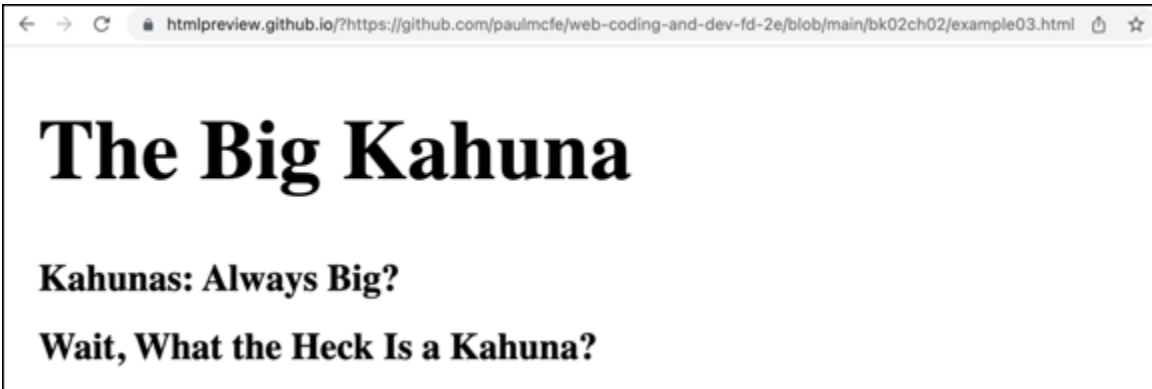 htmlpreview.github.io/?https://github.com/paulmcfe/web-coding-and-dev-fd-2e/blob/main/bk02ch02/example03.html
The Big Kahuna
Kahunas: Always Big?
Wait, What the Heck Is a Kahuna?